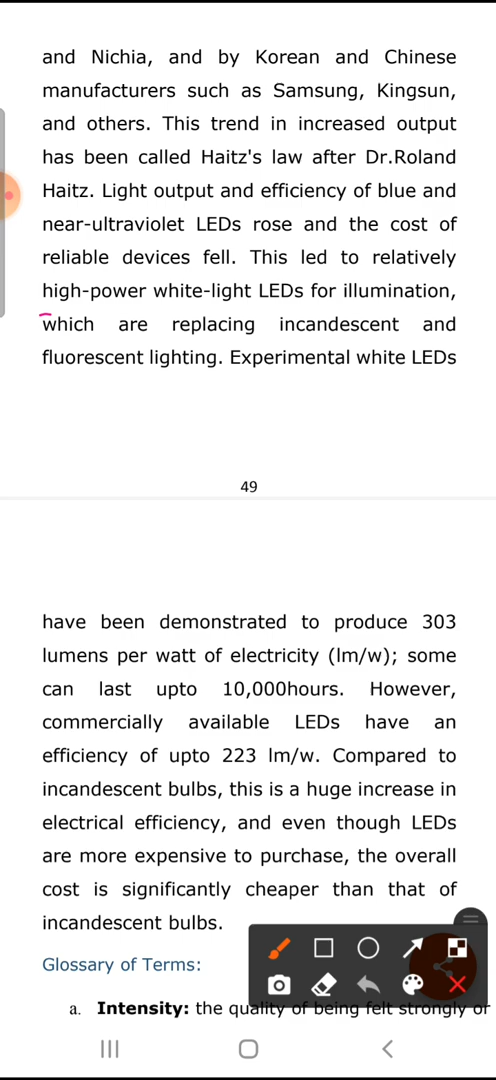 and Nichia, and by Korean and Chinese
manufacturers such as Samsung, Kingsun,
and others. This trend in increased output
has been called Haitz's law after Dr.Roland
Haitz. Light output and efficiency of blue and
near-ultraviolet LEDs rose and the cost of
reliable devices fell. This led to relatively
high-power white-light LEDs for illumination,
which are replacing incandescent and
fluorescent lighting. Experimental white LEDs
49
have been demonstrated to produce 303
lumens per watt of electricity (lm/w); some
can last upto 10,000hours. However,
commercially available LEDs have an
efficiency of upto 223 lm/w. Compared to
incandescent bulbs, this is a huge increase in
electrical efficiency, and even though LEDs
are more expensive to purchase, the overall
cost is significantly cheaper than that of
incandescent bulbs.
Glossary of Terms:
a. Intensity: the quality of being felt strongly or